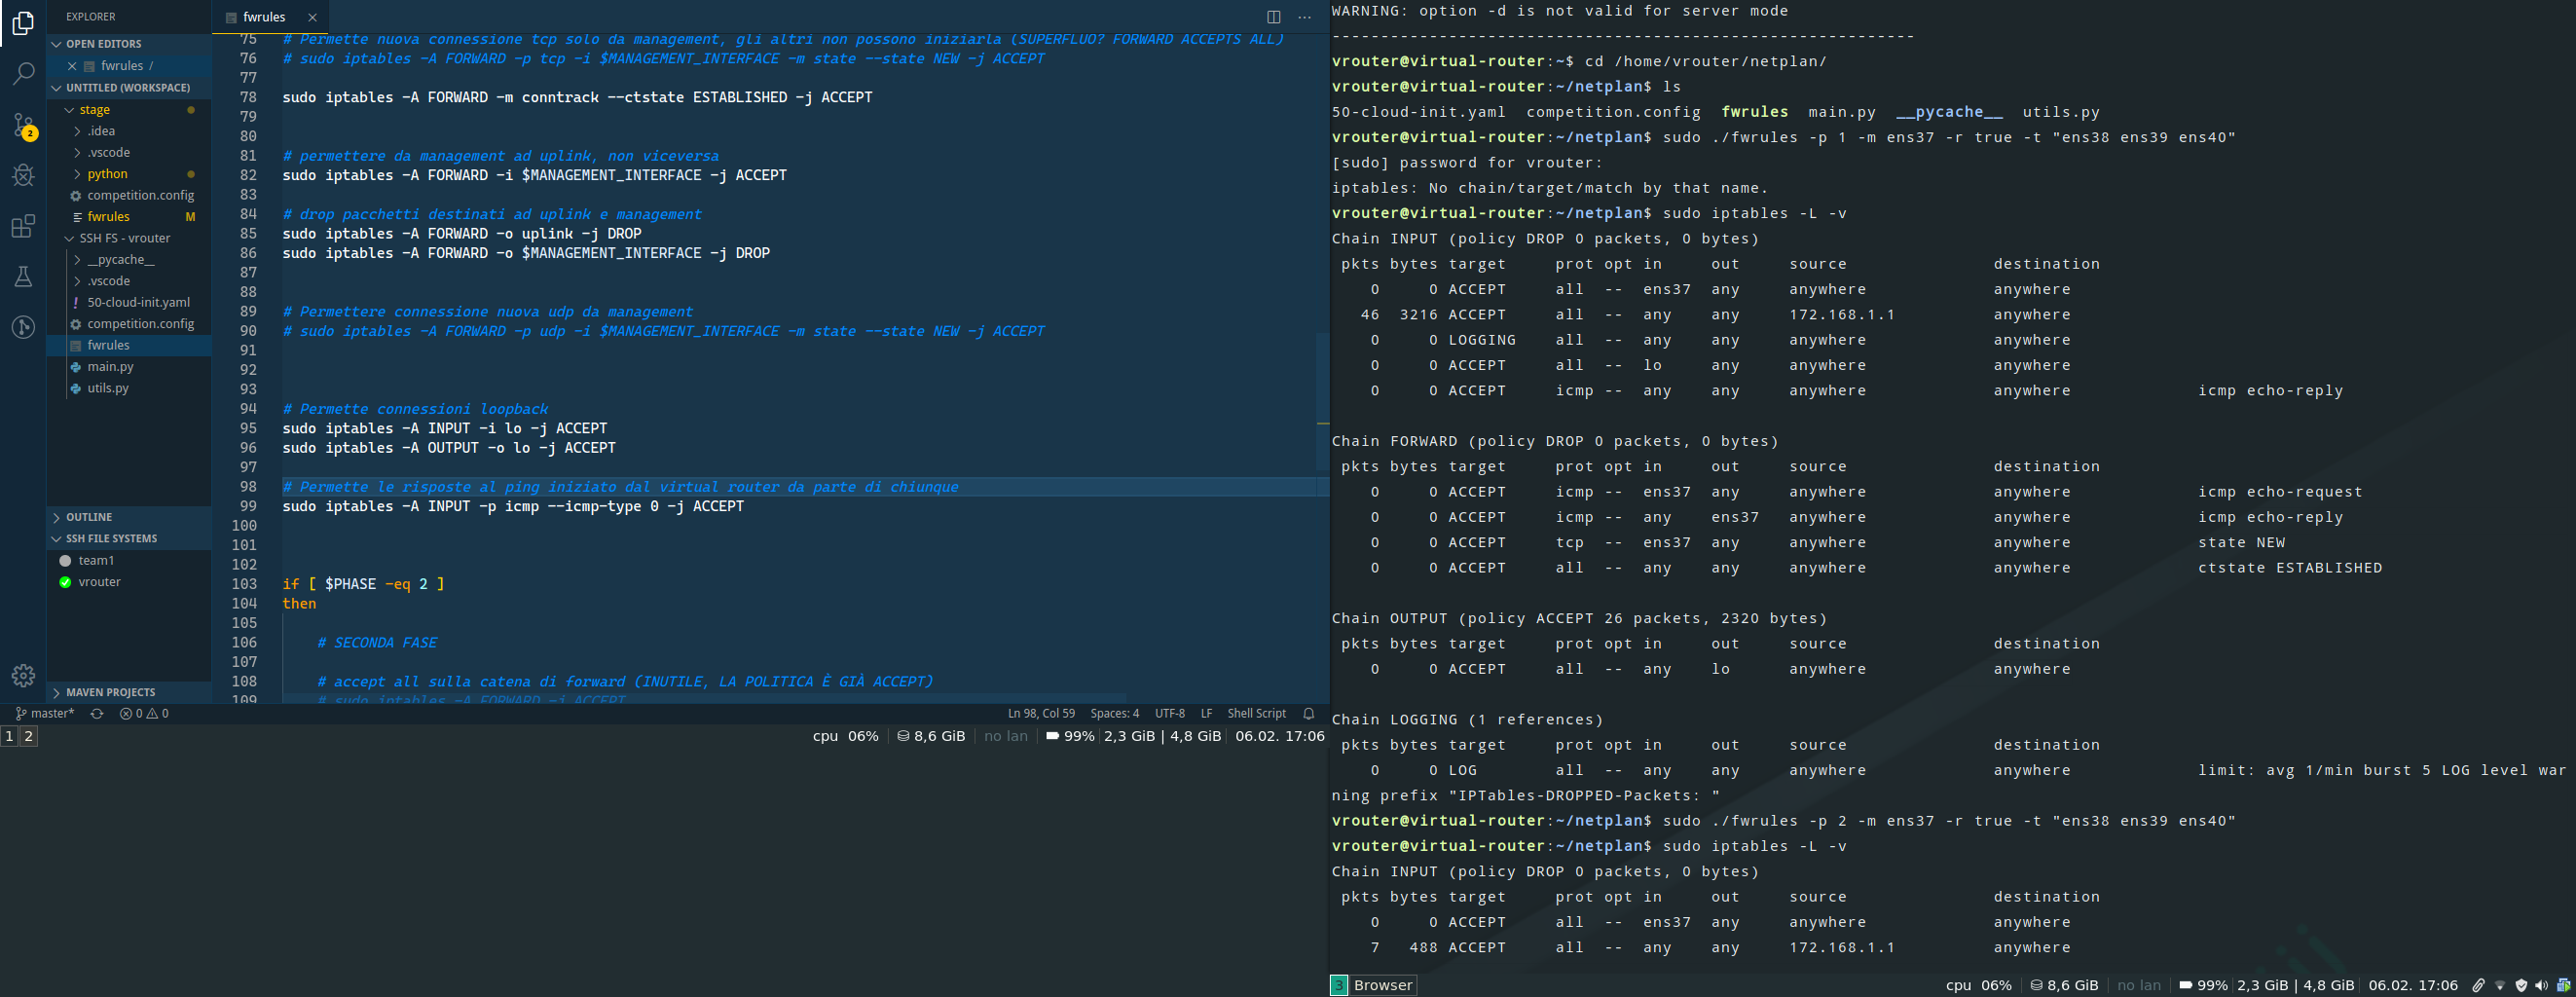 EXPLORER
OPEN EDITORS
fwrules /
UNTITLED (WORKSPACE)
stage
.idea
.vscode
python
competition.config
fwrules M
SSH FS - vrouter
__pycache__
.vscode
! 50-cloud-init.yaml
competition.config
fwrules
main.py
utils.py
OUTLINE
SSH FILE SYSTEMS
team1
vrouter
MAVEN PROJECTS
2
fwrules
75 # Permette nuova connessione tcp solo da management, gli altri non possono iniziarla (SUPERFLUO? FORWARD ACCEPTS ALL)
76 # sudo iptables -A FORWARD -p tcp -i $MANAGEMENT_INTERFACE -m state --state NEW -j ACCEPT
77
78 sudo iptables -A FORWARD -m conntrack --ctstate ESTABLISHED -j ACCEPT
79
80
81 # permettere da management ad uplink, non viceversa
82 sudo iptables -A FORWARD -i $MANAGEMENT_INTERFACE -j ACCEPT
83
84 # drop pacchetti destinati ad uplink e management
85 sudo iptables -A FORWARD -o uplink -j DROP
86 sudo iptables -A FORWARD -o $MANAGEMENT_INTERFACE -j DROP
87
88
89 # Permettere connessione nuova udp da management
90 # sudo iptables -A FORWARD -p udp -i $MANAGEMENT_INTERFACE -m state --state NEW -j ACCEPT
91
92
93
94 # Permette connessioni loopback
95 sudo iptables -A INPUT -i lo -j ACCEPT
96 sudo iptables -A OUTPUT -o lo -j ACCEPT
97
98 # Permette le risposte al ping iniziato dal virtual router da parte di chiunque
99 sudo iptables -A INPUT -p icmp --icmp-type 0 -j ACCEPT
100
101
102
103 if [ $PHASE -eq 2 ]
104 then
105
106 # SECONDA FASE
107
108 # accept all sulla catena di forward (INUTILE, LA POLITICA È GIÀ ACCEPT)
109 # sudo iptables -A FORWARD -j ACCEPT
master* 0 0 Ln 98, Col 59 Spaces: 4 UTF-8 LF Shell Script
1 2 cpu 06% 8,6 GiB no lan 99% 2,3 GiB | 4,8 GiB 06.02. 17:06
WARNING: option -d is not valid for server mode
------------------------------------------------------------
vrouter@virtual-router:~$ cd /home/vrouter/netplan/
vrouter@virtual-router:~/netplan$ ls
50-cloud-init.yaml competition.config fwrules main.py __pycache__ utils.py
vrouter@virtual-router:~/netplan$ sudo ./fwrules -p 1 -m ens37 -r true -t "ens38 ens39 ens40"
[sudo] password for vrouter:
iptables: No chain/target/match by that name.
vrouter@virtual-router:~/netplan$ sudo iptables -L -v
Chain INPUT (policy DROP 0 packets, 0 bytes)
pkts bytes target prot opt in out source destination
0 0 ACCEPT all -- ens37 any anywhere anywhere
46 3216 ACCEPT all -- any any 172.168.1.1 anywhere
0 0 LOGGING all -- any any anywhere anywhere
0 0 ACCEPT all -- lo any anywhere anywhere
0 0 ACCEPT icmp -- any any anywhere anywhere icmp echo-reply
Chain FORWARD (policy DROP 0 packets, 0 bytes)
pkts bytes target prot opt in out source destination
0 0 ACCEPT icmp -- ens37 any anywhere anywhere icmp echo-request
0 0 ACCEPT icmp -- any ens37 anywhere anywhere icmp echo-reply
0 0 ACCEPT tcp -- ens37 any anywhere anywhere state NEW
0 0 ACCEPT all -- any any anywhere anywhere ctstate ESTABLISHED
Chain OUTPUT (policy ACCEPT 26 packets, 2320 bytes)
pkts bytes target prot opt in out source destination
0 0 ACCEPT all -- any lo anywhere anywhere
Chain LOGGING (1 references)
pkts bytes target prot opt in out source destination
0 0 LOG all -- any any anywhere anywhere limit: avg 1/min burst 5 LOG level war
ning prefix "IPTables-DROPPED-Packets: "
vrouter@virtual-router:~/netplan$ sudo ./fwrules -p 2 -m ens37 -r true -t "ens38 ens39 ens40"
vrouter@virtual-router:~/netplan$ sudo iptables -L -v
Chain INPUT (policy DROP 0 packets, 0 bytes)
pkts bytes target prot opt in out source destination
0 0 ACCEPT all -- ens37 any anywhere anywhere
7 488 ACCEPT all -- any any 172.168.1.1 anywhere
3 Browser cpu 06% 8,6 GiB no lan 99% 2,3 GiB | 4,8 GiB 06.02. 17:06